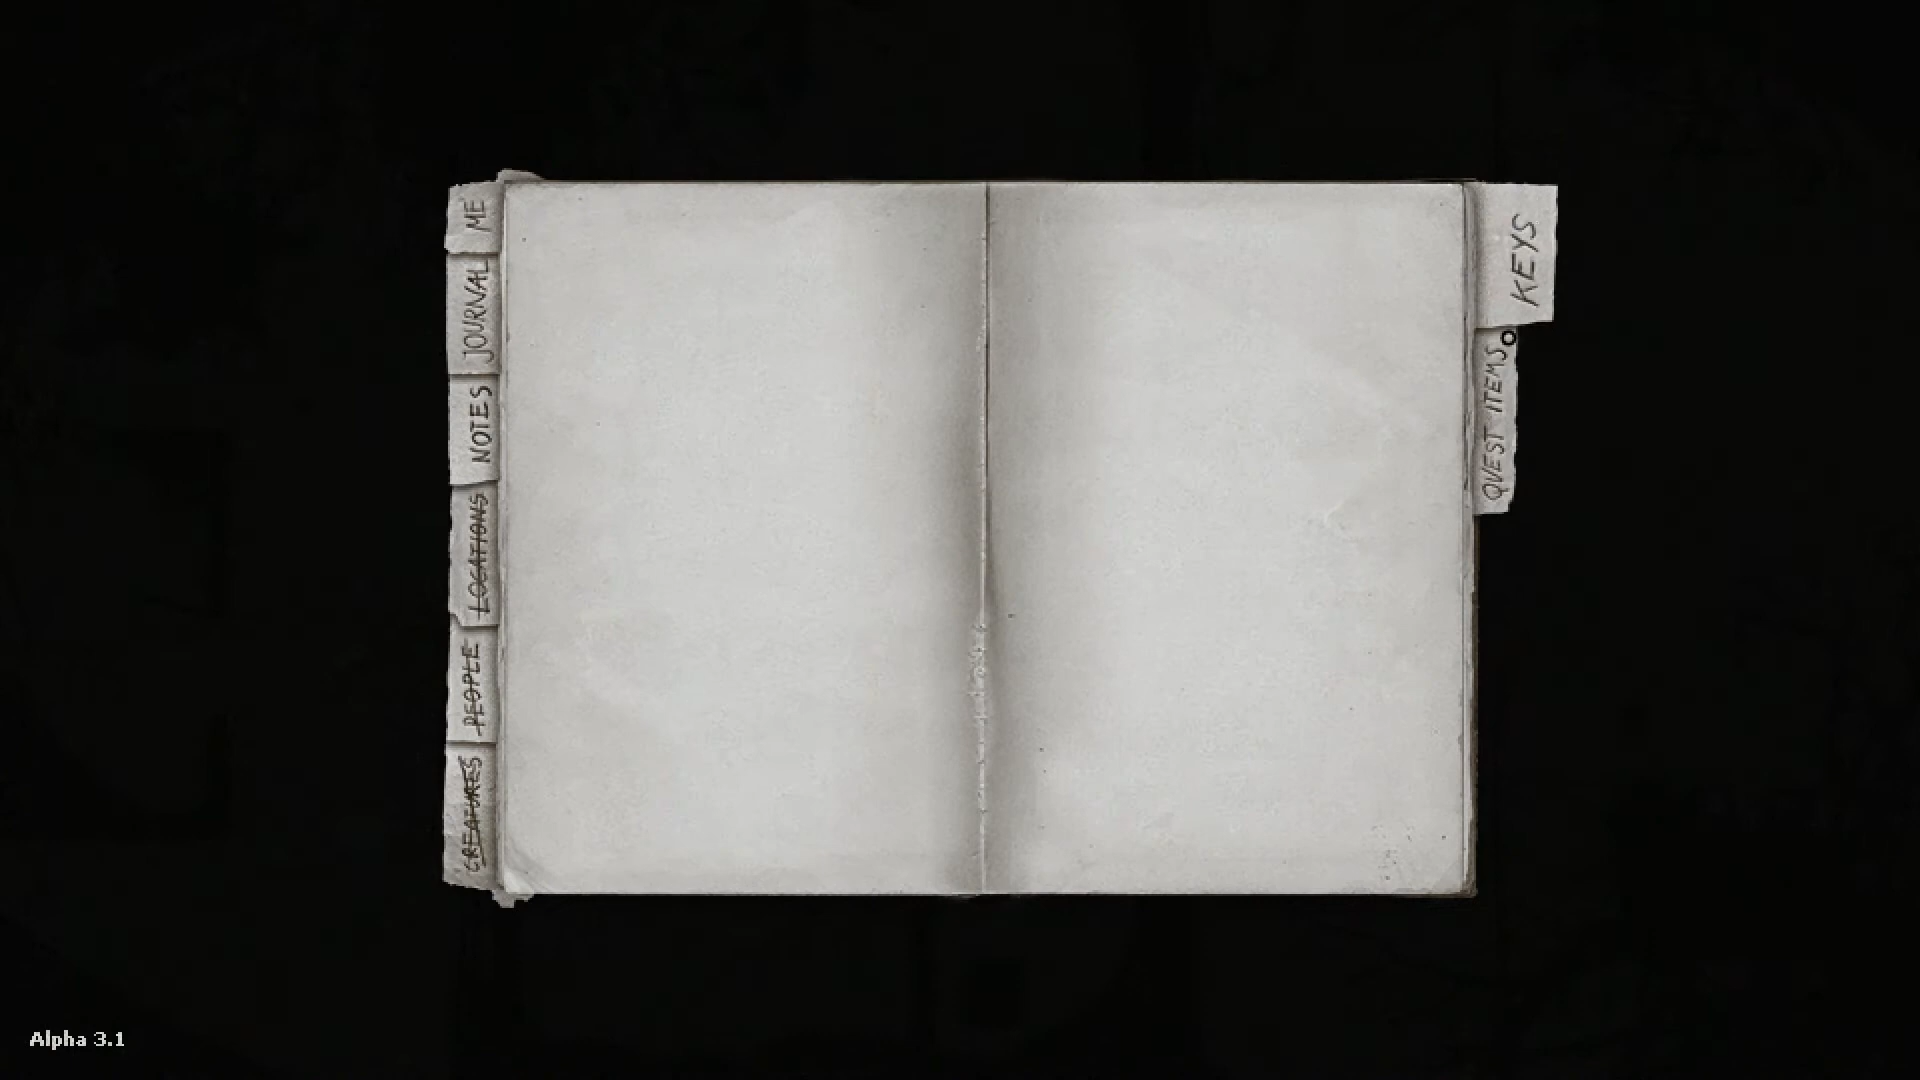 ME
JOURNAL
NOTES
LOCATIONS
PEOPLE
CREATURES
KEYS
QUEST ITEMS
Alpha 3.1